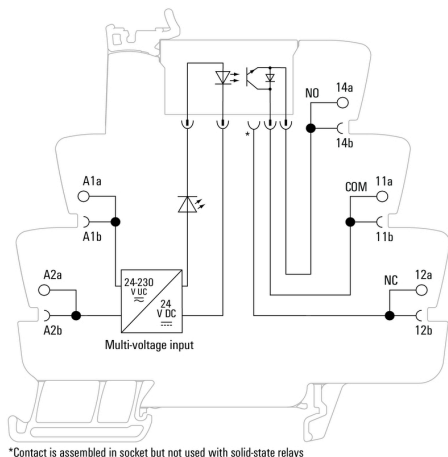 NO
14a
*
14b
A1a
COM
11a
A1b
11b
A2a
24-230
V UC
24
V DC
NC
12a
A2b
12b
Multi-voltage input
*Contact is assembled in socket but not used with solid-state relays